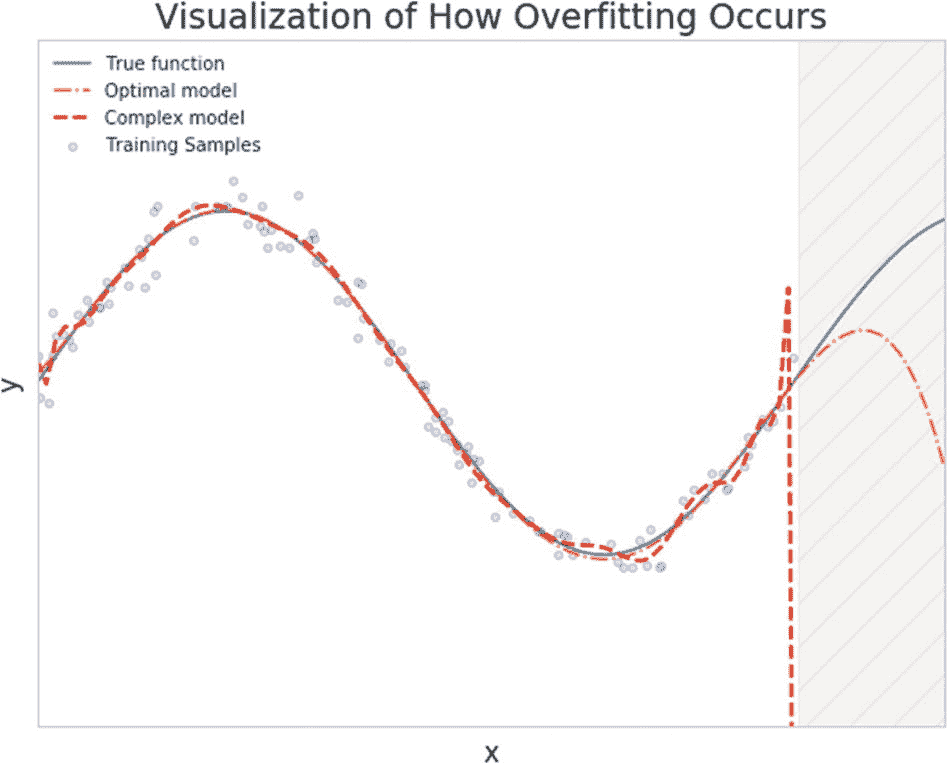 Visualization of How Overfitting Occurs
True function
Optimal model
Complex model
Training Samples
y
x